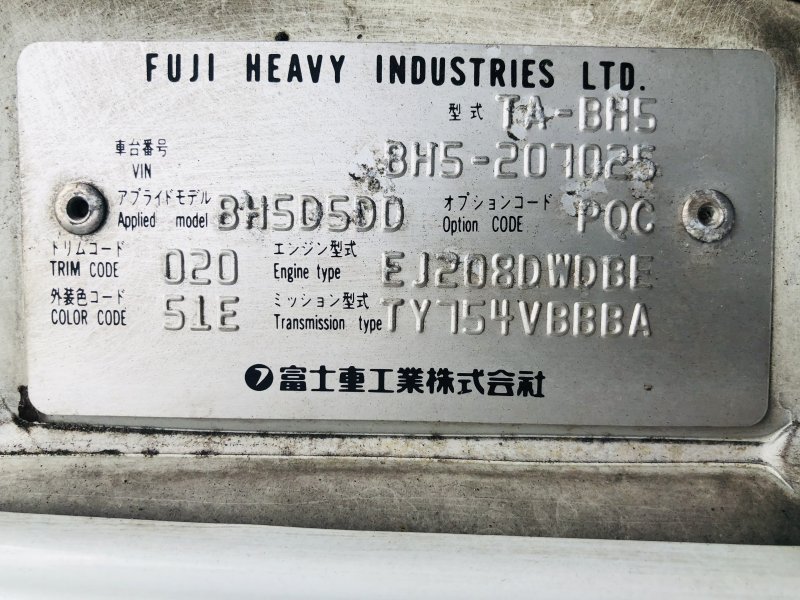 FUJI HEAVY INDUSTRIES LTD.
型式 TA-BH5
車台番号 VIN BH5-207025
アプライドモデル Applied model BH5D5DD オプションコード Option CODE PQC
トリムコード TRIM CODE 020 エンジン型式 Engine type EJ208DWDBE
外装色コード COLOR CODE 51E ミッション型式 Transmission type TY754VBBBA
富士重工業株式会社